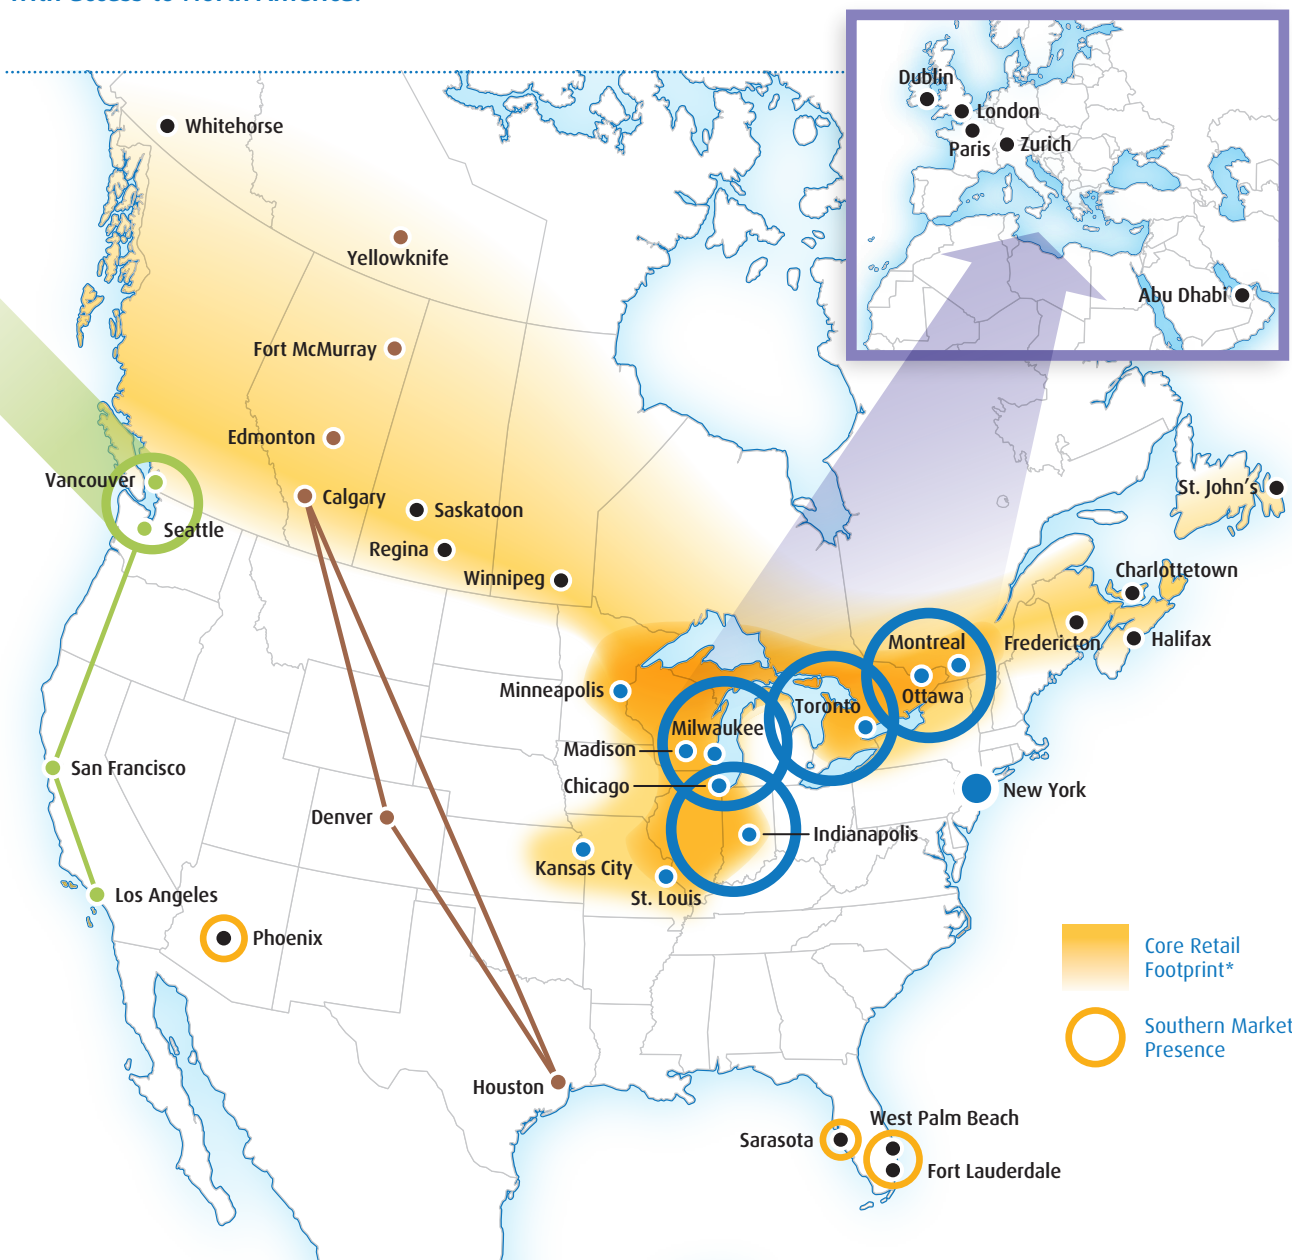 Dublin
London
Paris
Zurich
Abu Dhabi
Whitehorse
Yellowknife
Fort McMurray
Edmonton
Vancouver
Calgary
St. John's
Saskatoon
Seattle
Regina
Winnipeg
Charlottetown
Montreal
Fredericton
Halifax
Minneapolis
Ottawa
Toronto
Milwaukee
Madison
San Francisco
Chicago
New York
Denver
Indianapolis
Kansas City
Los Angeles
St. Louis
Phoenix
Core Retail
Footprint*
Southern Market
Presence
Houston
West Palm Beach
Sarasota
Fort Lauderdale